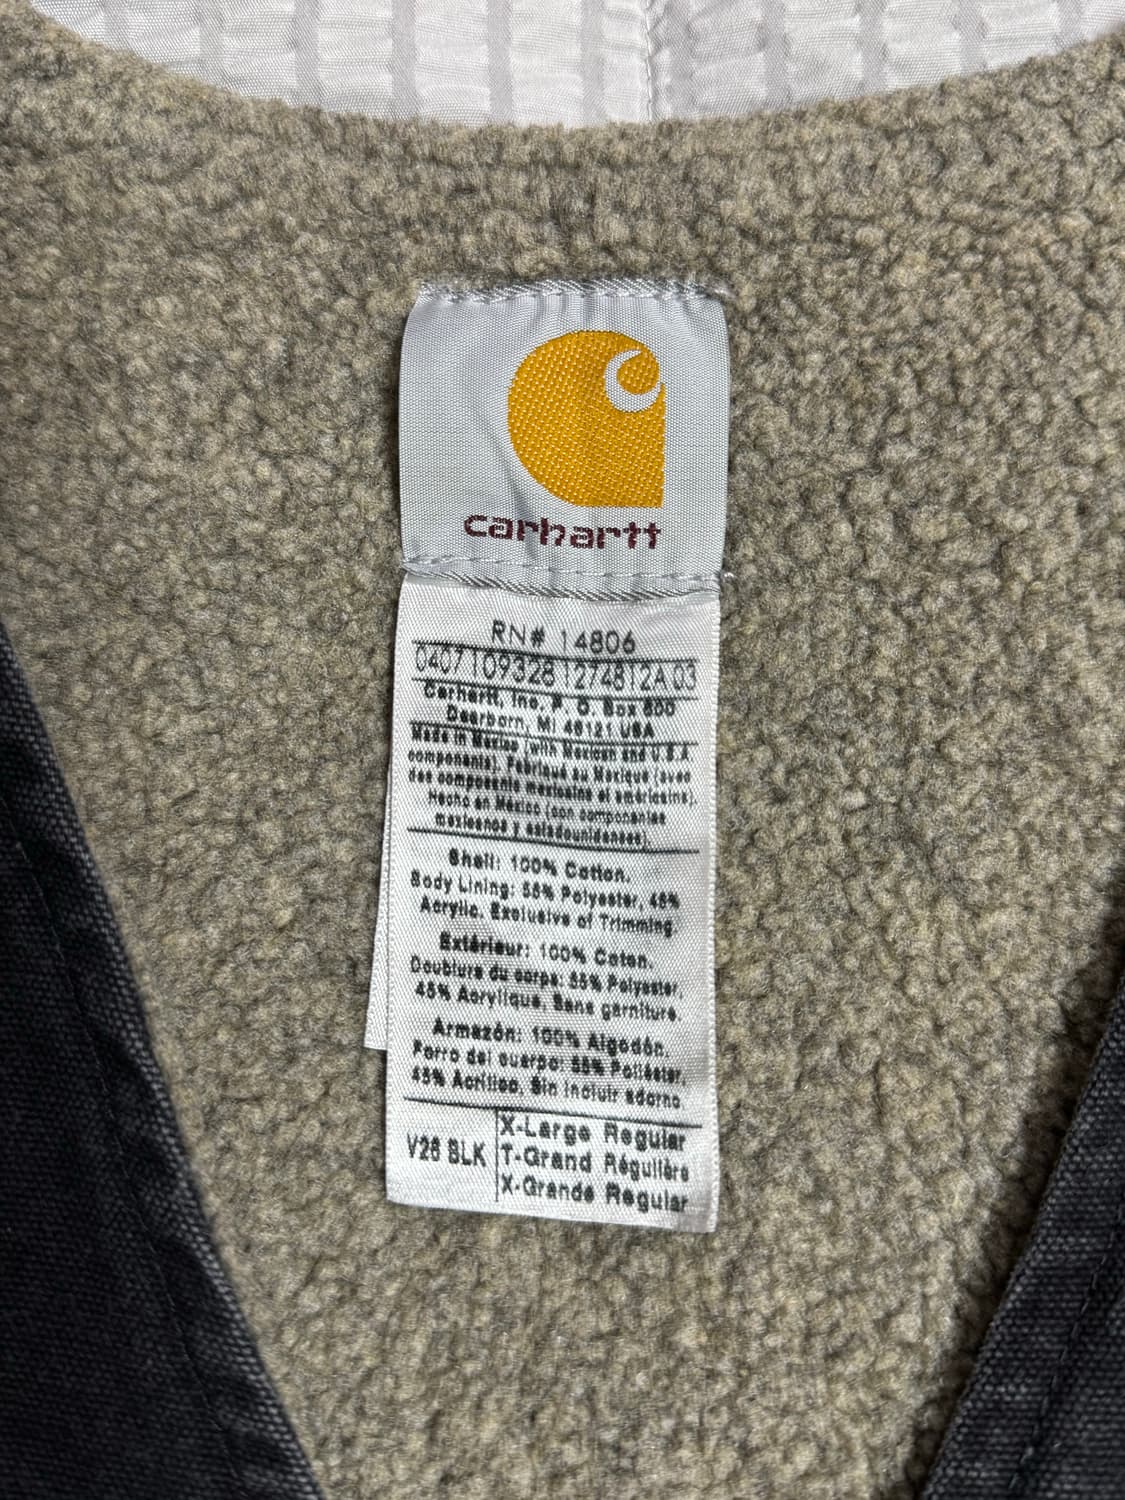 carhartt
RN# 14806
0407109328 1274812A 03
Carhartt, Inc. P. O. Box 600
Dearborn, MI 48121 USA
Made in Mexico (with Mexican and U.S.A
components). Fabriqué au Mexique (avec
des composants mexicains et américains).
Hecho en México (con componentes
mexicanos y estadounidenses).
Shell: 100% Cotton.
Body Lining: 55% Polyester, 45%
Acrylic. Exclusive of Trimming.
Extérieur: 100% Coton.
Doublure du corps: 55% Polyester,
45% Acrylique, Sans garniture.
Armazón: 100% Algodón.
Forro del cuerpo: 55% Poliéster,
45% Acrílico, Sin incluir adorno
V26 BLK
X-Large Regular
T-Grand Régulière
X-Grande Regular